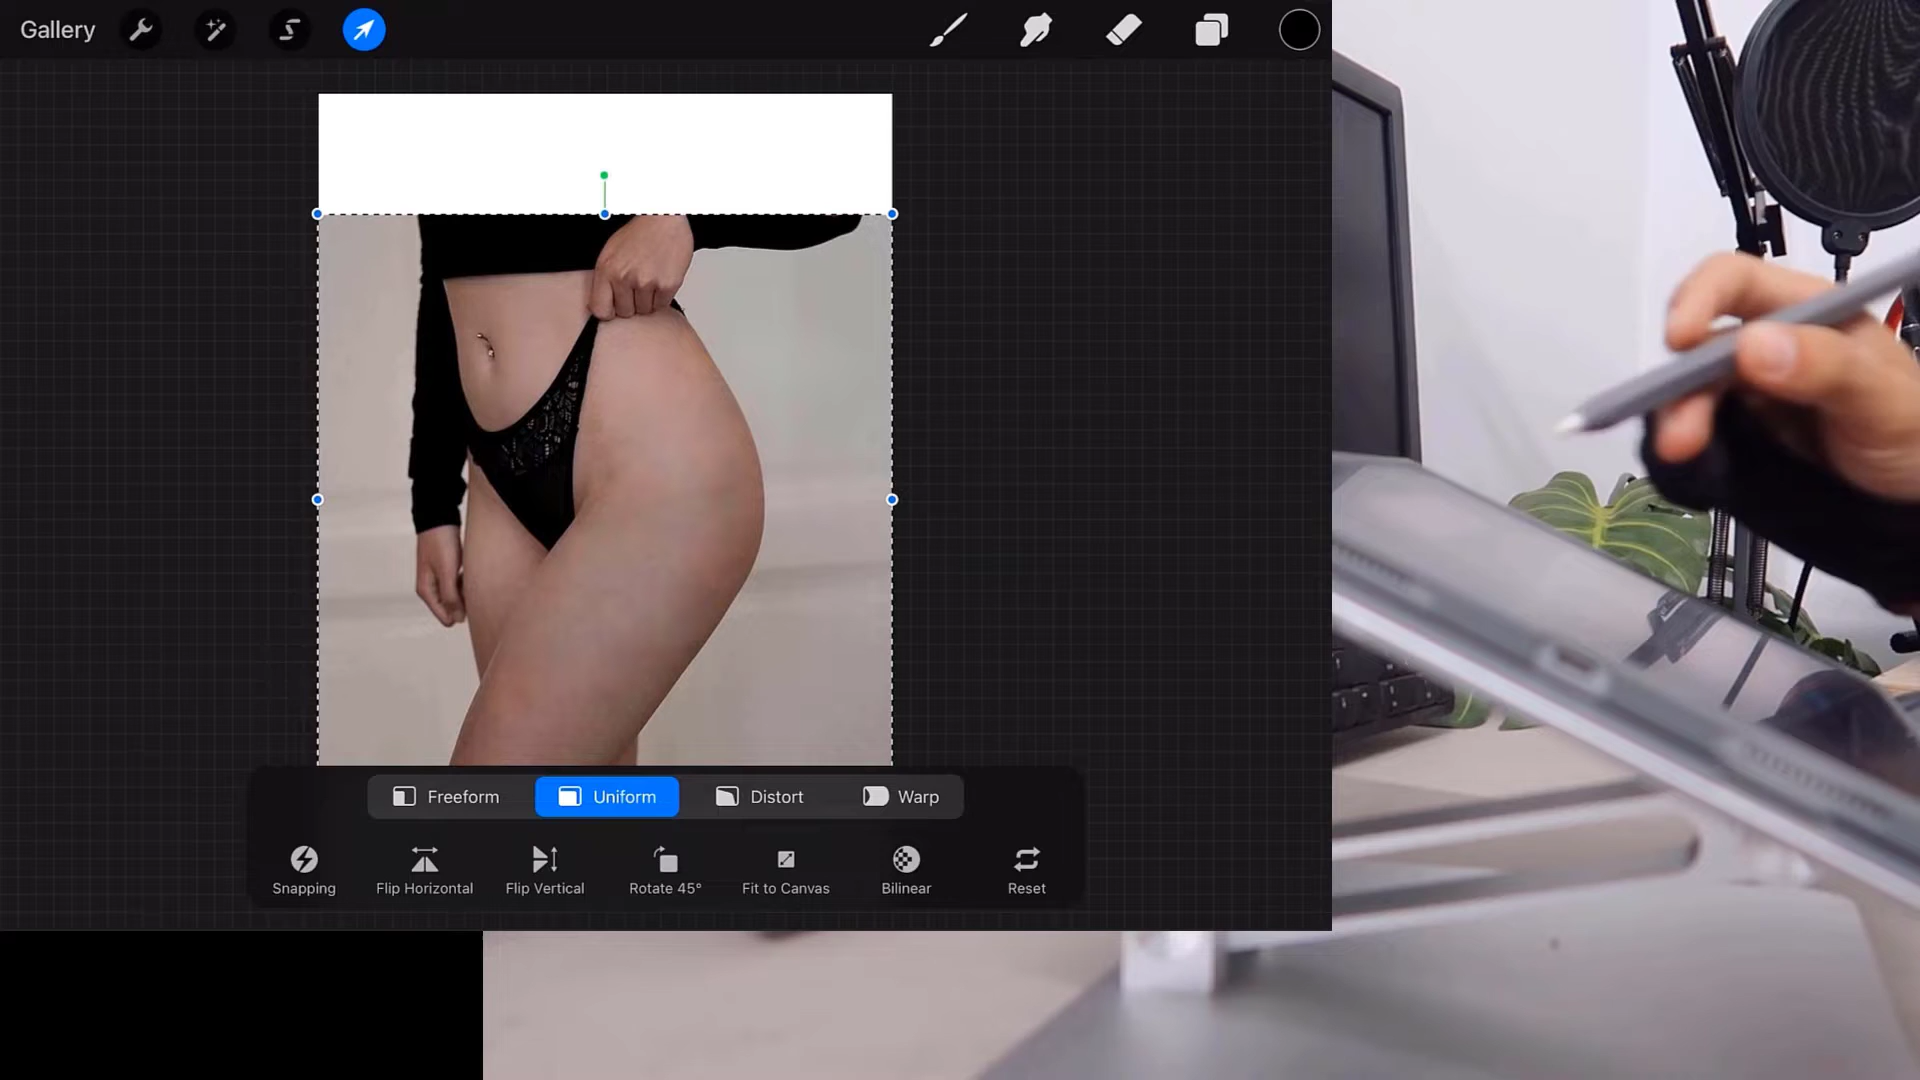 Gallery
Freeform Uniform Distort Warp
Snapping Flip Horizontal Flip Vertical Rotate 45° Fit to Canvas Bilinear Reset